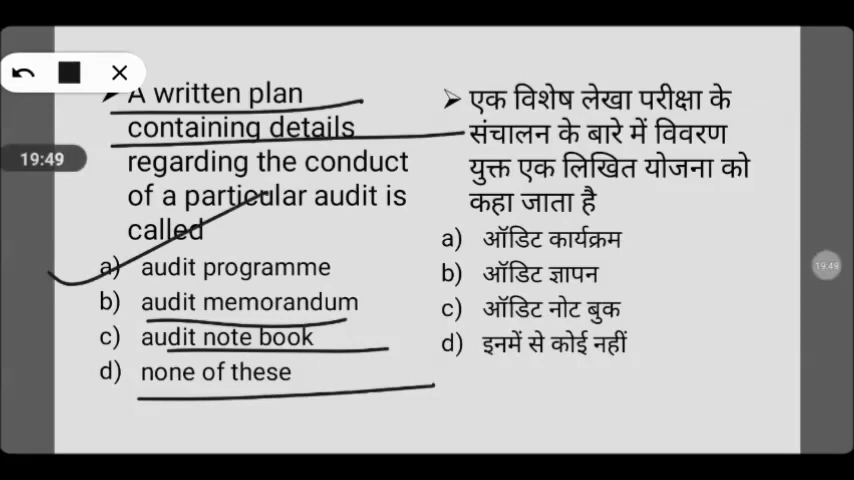 A written plan
containing details
regarding the conduct
of a particular audit is
called
a) audit programme
b) audit memorandum
c) audit note book
d) none of these
एक विशेष लेखा परीक्षा के
संचालन के बारे में विवरण
युक्त एक लिखित योजना को
कहा जाता है
a) ऑडिट कार्यक्रम
b) ऑडिट ज्ञापन
c) ऑडिट नोट बुक
d) इनमें से कोई नहीं
19:49
19:49